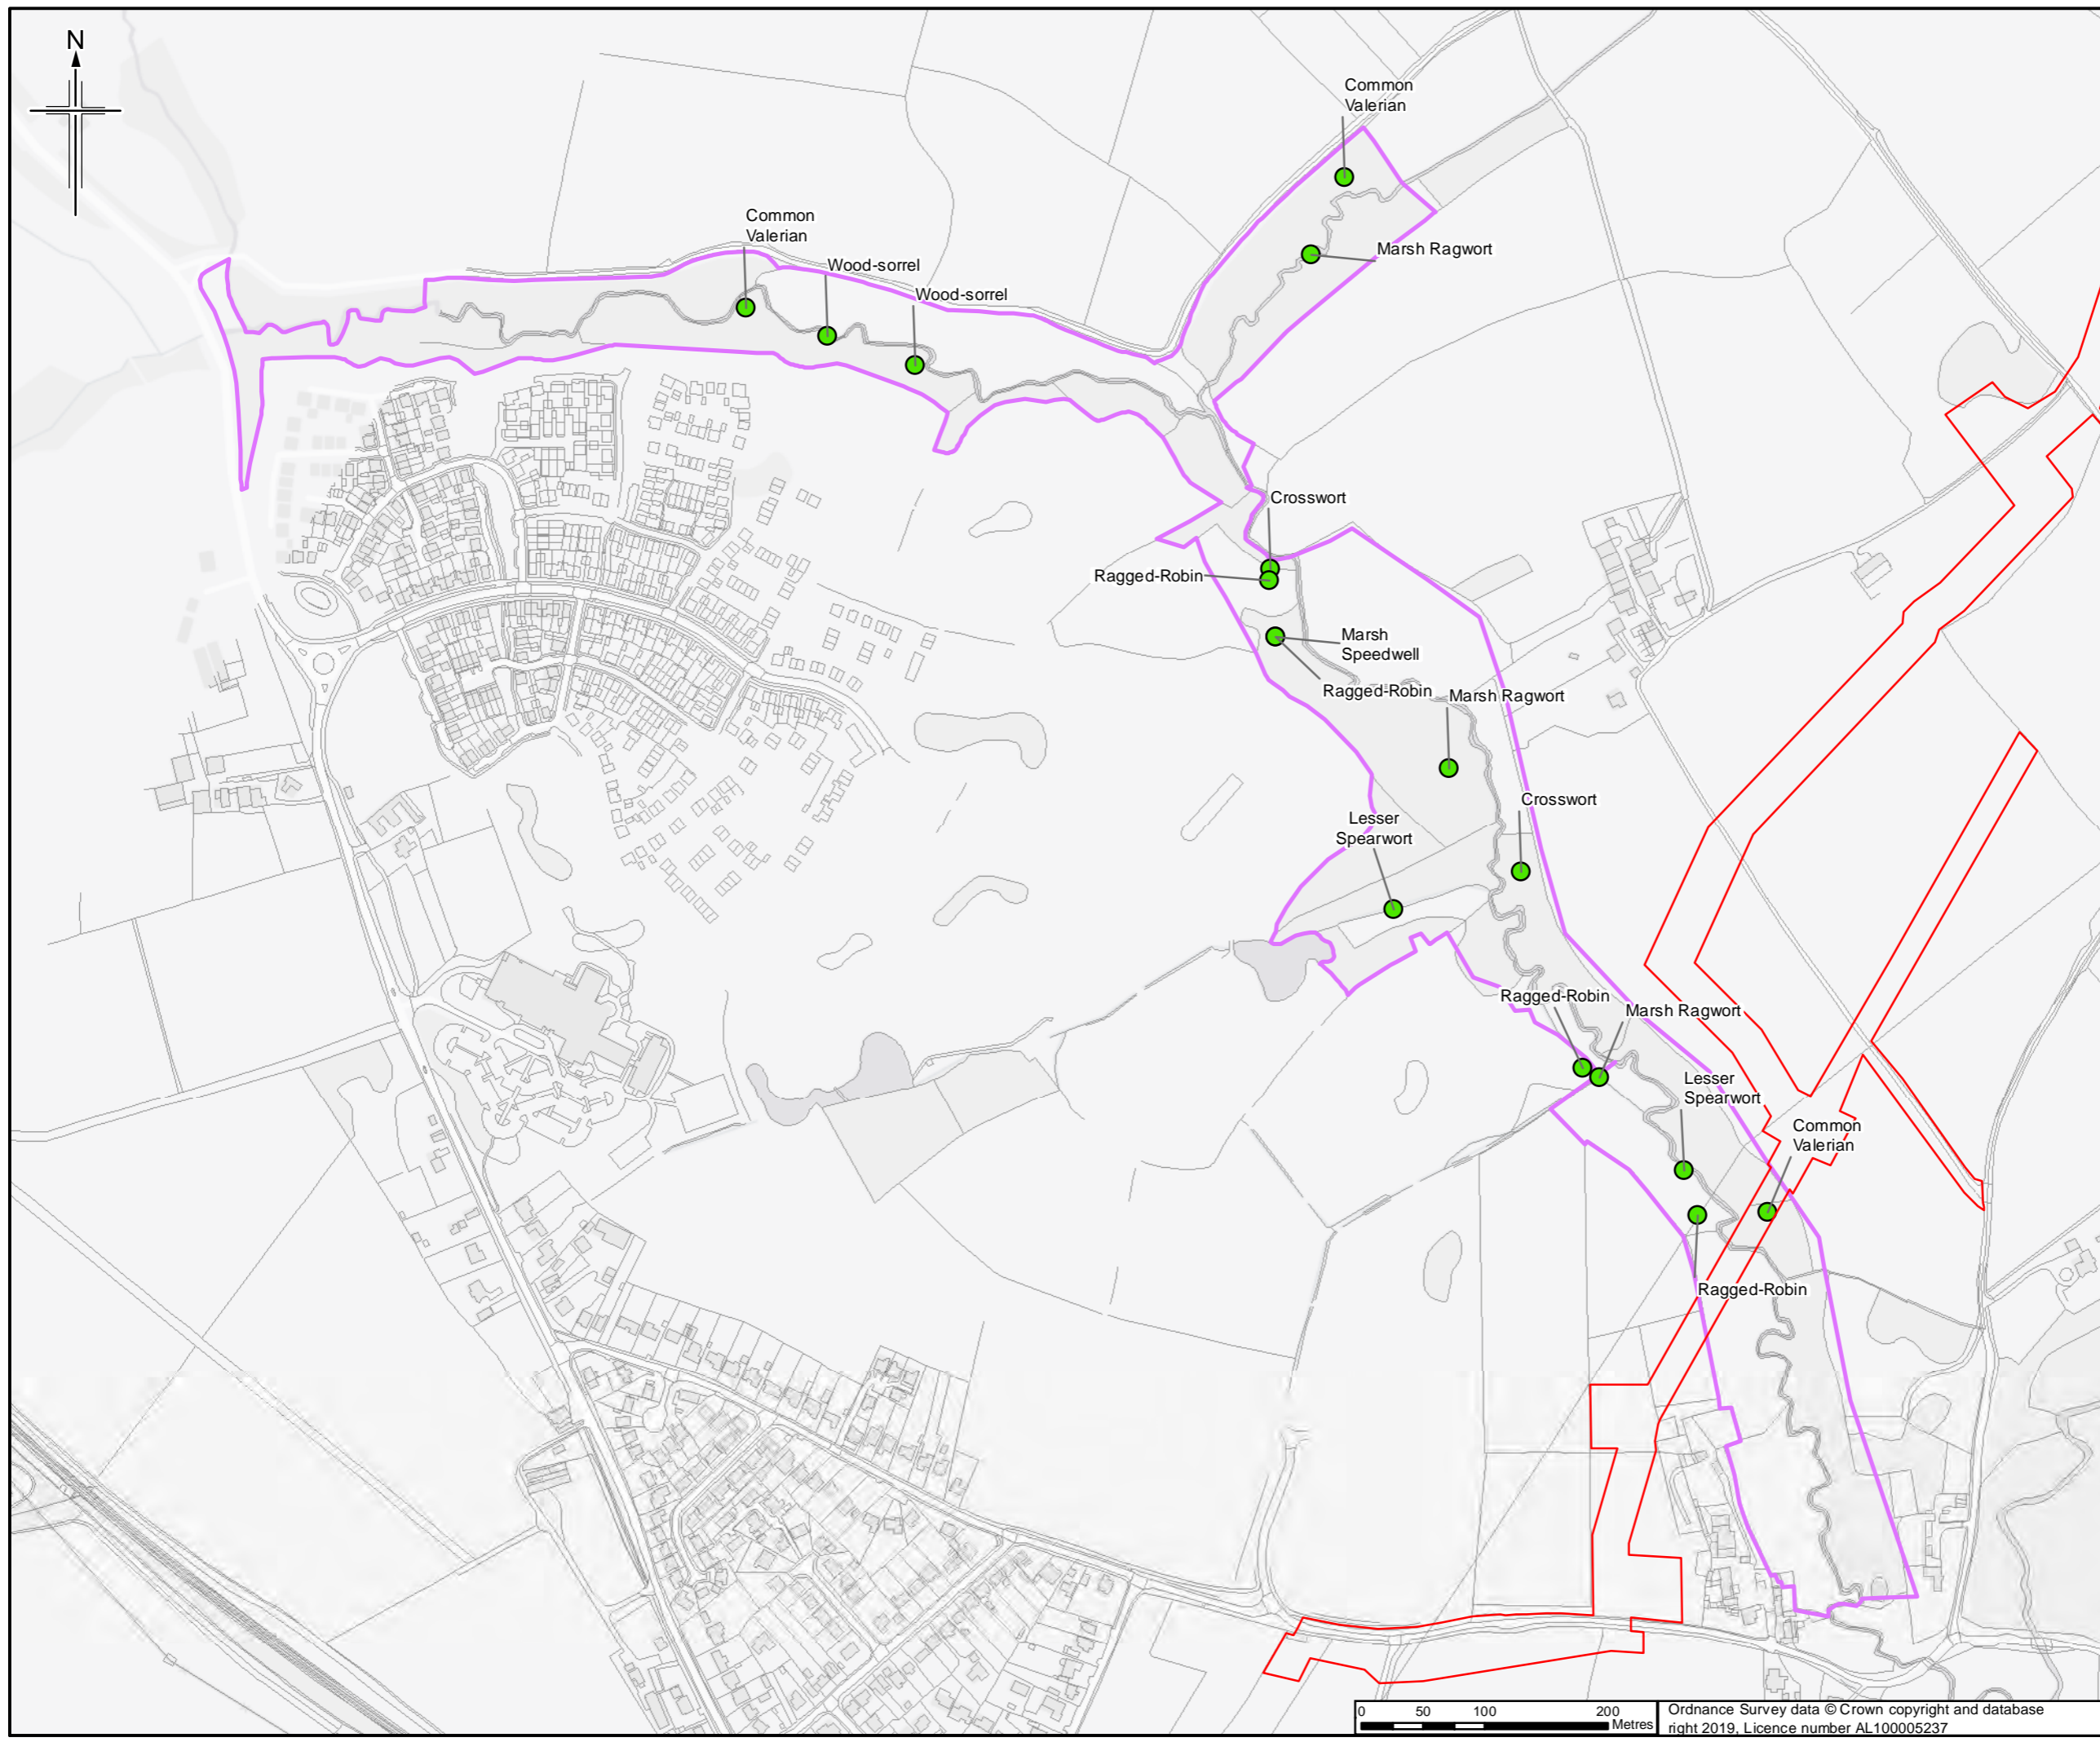 N
Common
Valerian
Common
Valerian
Marsh Ragwort
Wood-sorrel
Wood-sorrel
Crosswort
Ragged-Robin
Marsh
Speedwell
Ragged-Robin
Marsh Ragwort
Crosswort
Lesser
Spearwort
Ragged-Robin
Marsh Ragwort
Lesser
Spearwort
Common
Valerian
Ragged-Robin
0 50 100 200
Metres
Ordnance Survey data © Crown copyright and database
right 2019, Licence number AL100005237